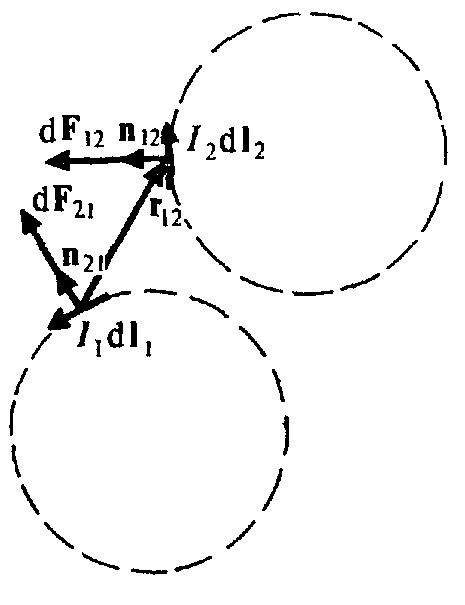 dF₁₂ n₁₂ I₂dl₂
r₁₂
dF₂₁
n₂₁
I₁dl₁